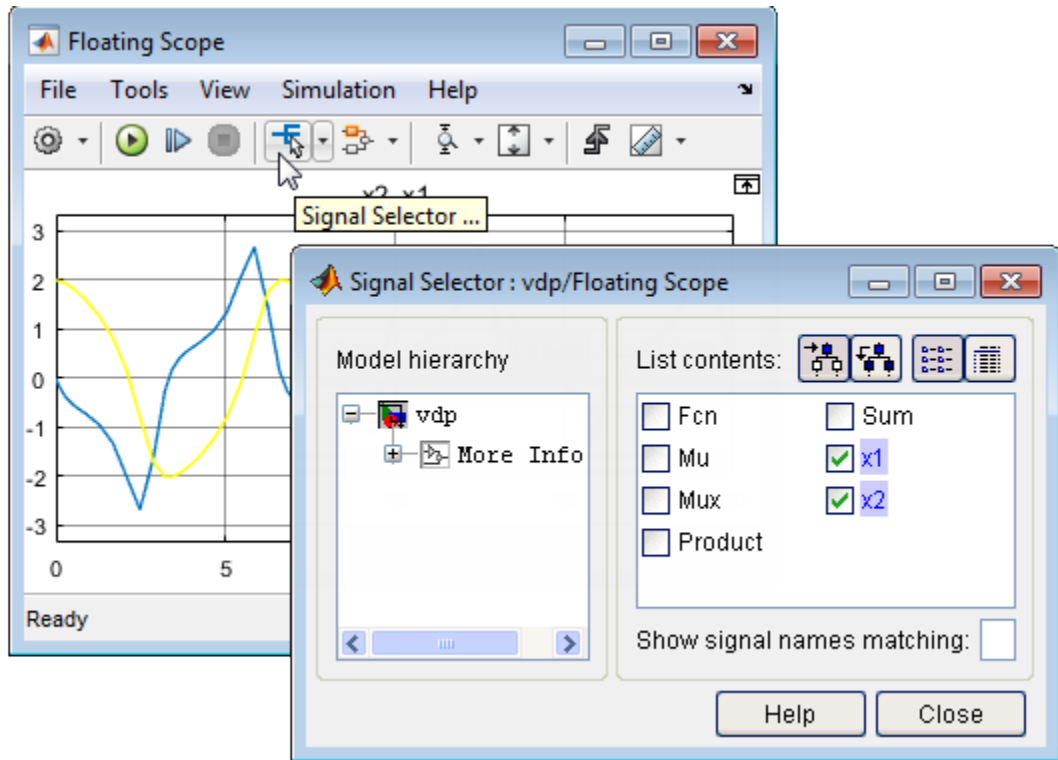 Floating Scope
File Tools View Simulation Help
x2, x1
Signal Selector ...
3
2
1
0
-1
-2
-3
0 5
Ready
Signal Selector : vdp/Floating Scope
Model hierarchy
vdp
More Info
List contents:
Fcn Sum
Mu x1
Mux x2
Product
Show signal names matching:
Help Close